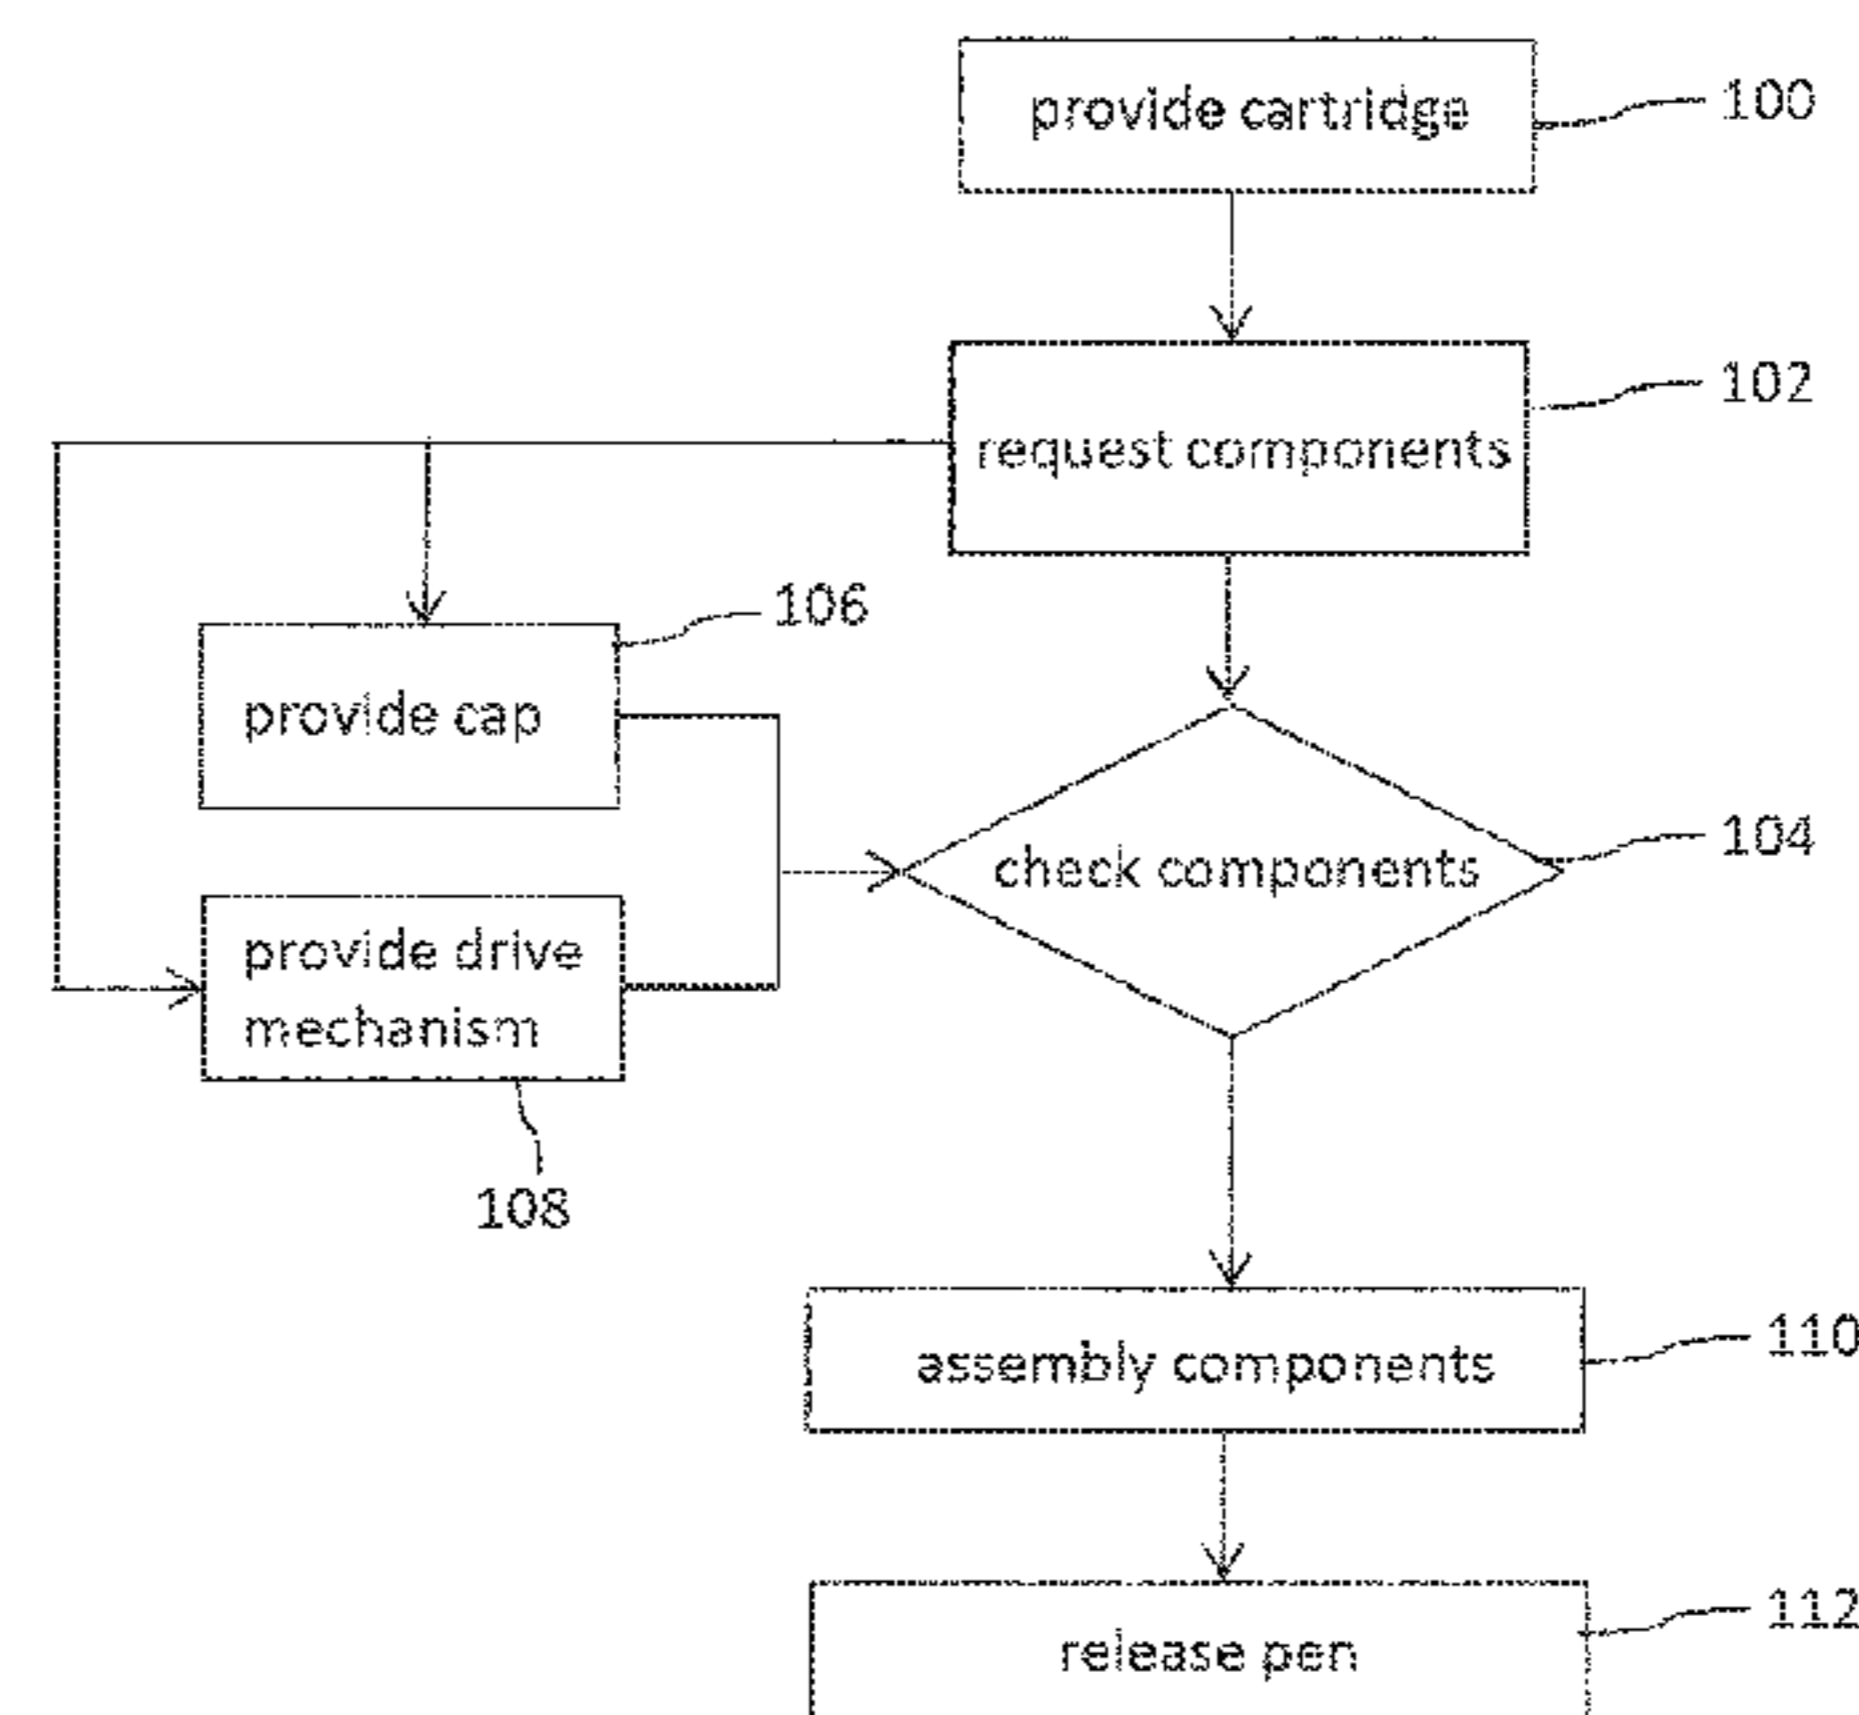 provide cartridge
100
request components
102
106
provide cap
check components
104
provide drive
mechanism
108
assembly components
110
release pen
112